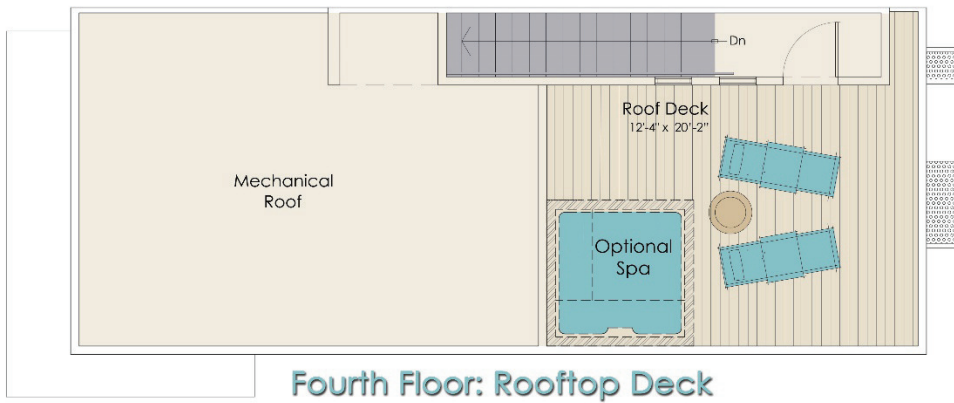 Dn
Roof Deck
12'-4" x 20'-2"
Mechanical
Roof
Optional
Spa
Fourth Floor: Rooftop Deck